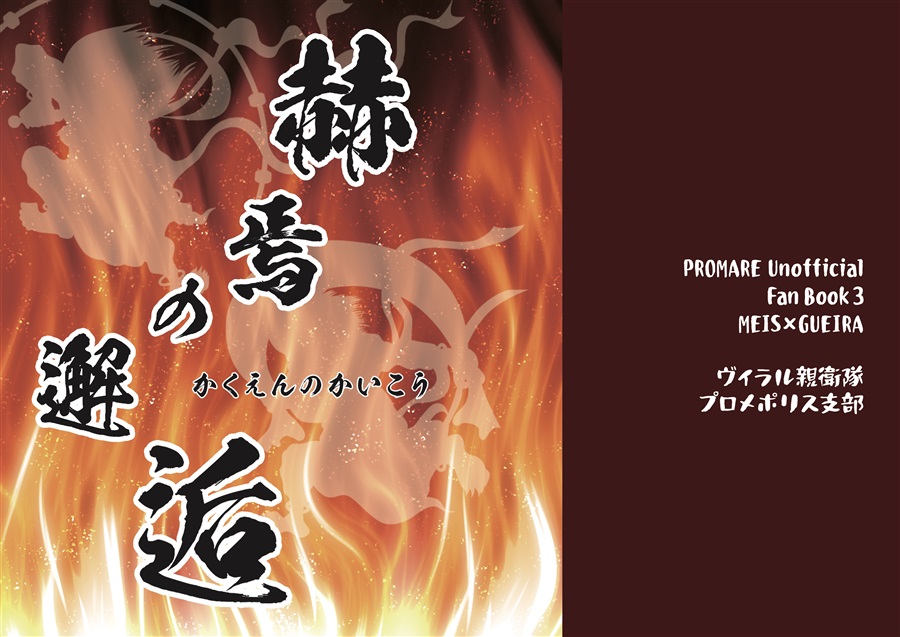 赫焉の邂逅
かくえんのかいこう
PROMARE Unofficial
Fan Book 3
MEIS×GUEIRA
ヴィラル親衛隊
プロメポリス支部